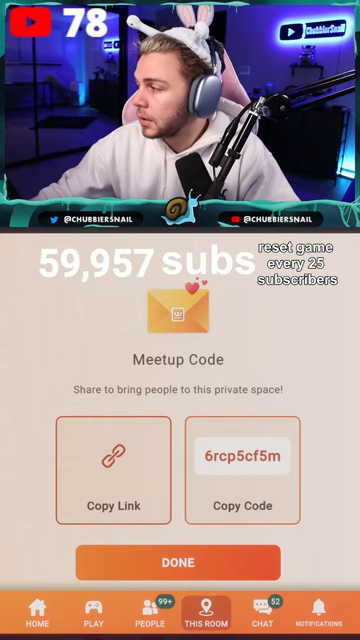 78
ChubbierSnail
@CHUBBIERSNAIL
@CHUBBIERSNAIL
59,957 subs
reset game
every 25
subscribers
Meetup Code
Share to bring people to this private space!
Copy Link
6rcp5cf5m
Copy Code
DONE
HOME
PLAY
99+
PEOPLE
THIS ROOM
52
CHAT
NOTIFICATIONS